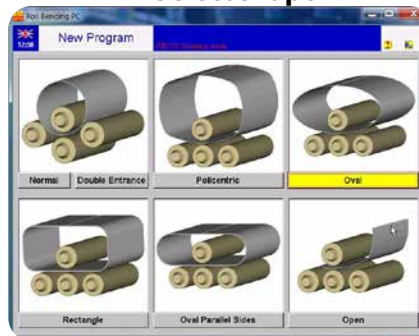 Roll Bending PC
New Program
Normal
Double Entrance
Policentric
Oval
Rectangle
Oval Parallel Sides
Open